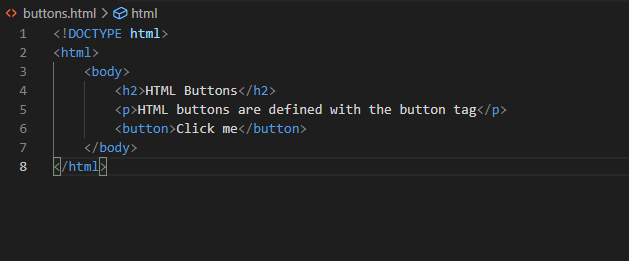 <> buttons.html > html
1 <!DOCTYPE html>
2 <html>
3 <body>
4 <h2>HTML Buttons</h2>
5 <p>HTML buttons are defined with the button tag</p>
6 <button>Click me</button>
7 </body>
8 </html>